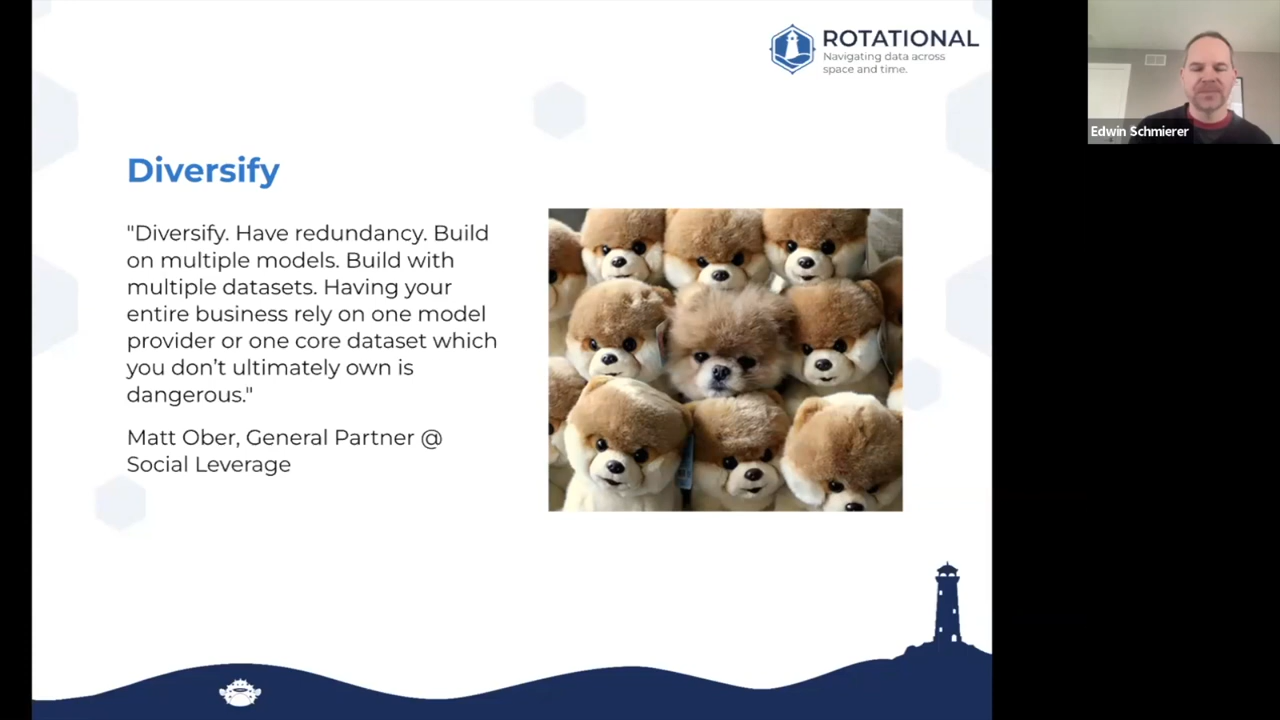 ROTATIONAL
Navigating data across
space and time.
Edwin Schmierer
Diversify
"Diversify. Have redundancy. Build
on multiple models. Build with
multiple datasets. Having your
entire business rely on one model
provider or one core dataset which
you don’t ultimately own is
dangerous."
Matt Ober, General Partner @
Social Leverage